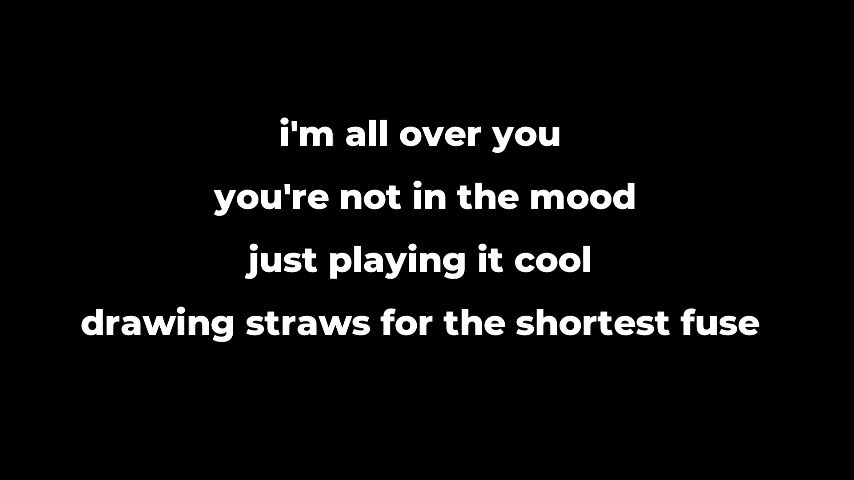 i'm all over you
you're not in the mood
just playing it cool
drawing straws for the shortest fuse